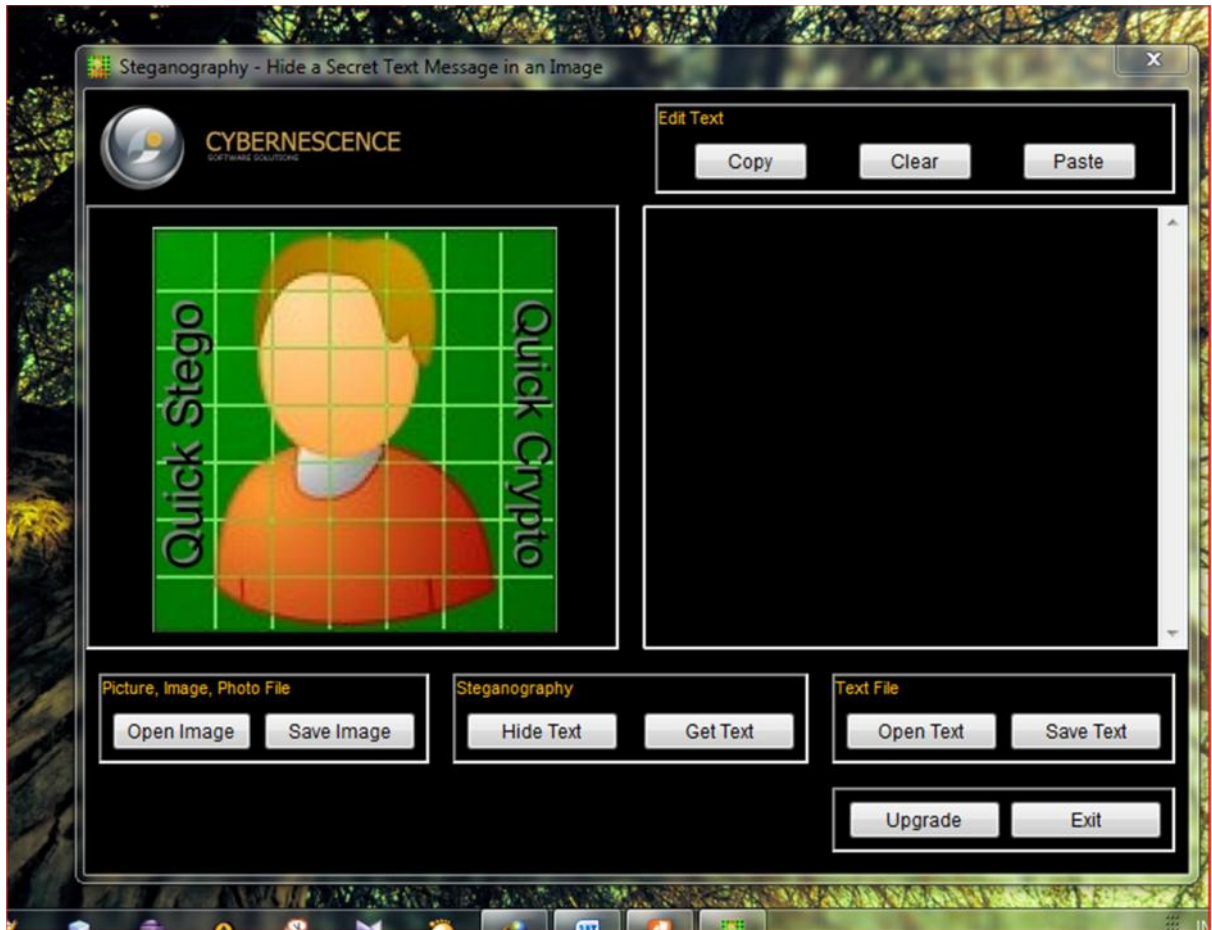 Steganography - Hide a Secret Text Message in an Image
CYBERNESCENCE
SOFTWARE SOLUTIONS
Edit Text
Copy Clear Paste
Quick Stego
Quick Crypto
Picture, Image, Photo File
Open Image Save Image
Steganography
Hide Text Get Text
Text File
Open Text Save Text
Upgrade Exit